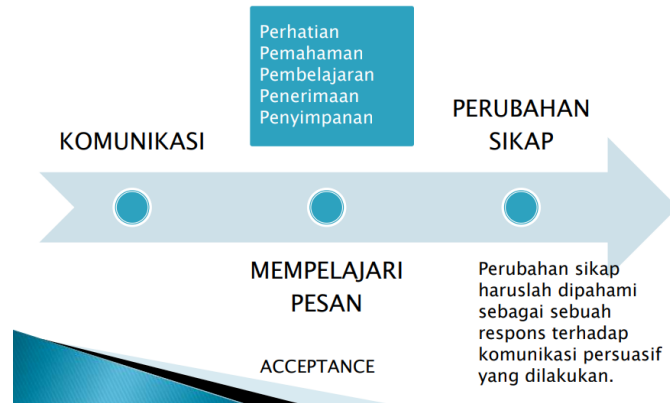 Perhatian
Pemahaman
Pembelajaran
Penerimaan
Penyimpanan
KOMUNIKASI
PERUBAHAN
SIKAP
MEMPELAJARI
PESAN
ACCEPTANCE
Perubahan sikap
haruslah dipahami
sebagai sebuah
respons terhadap
komunikasi persuasif
yang dilakukan.